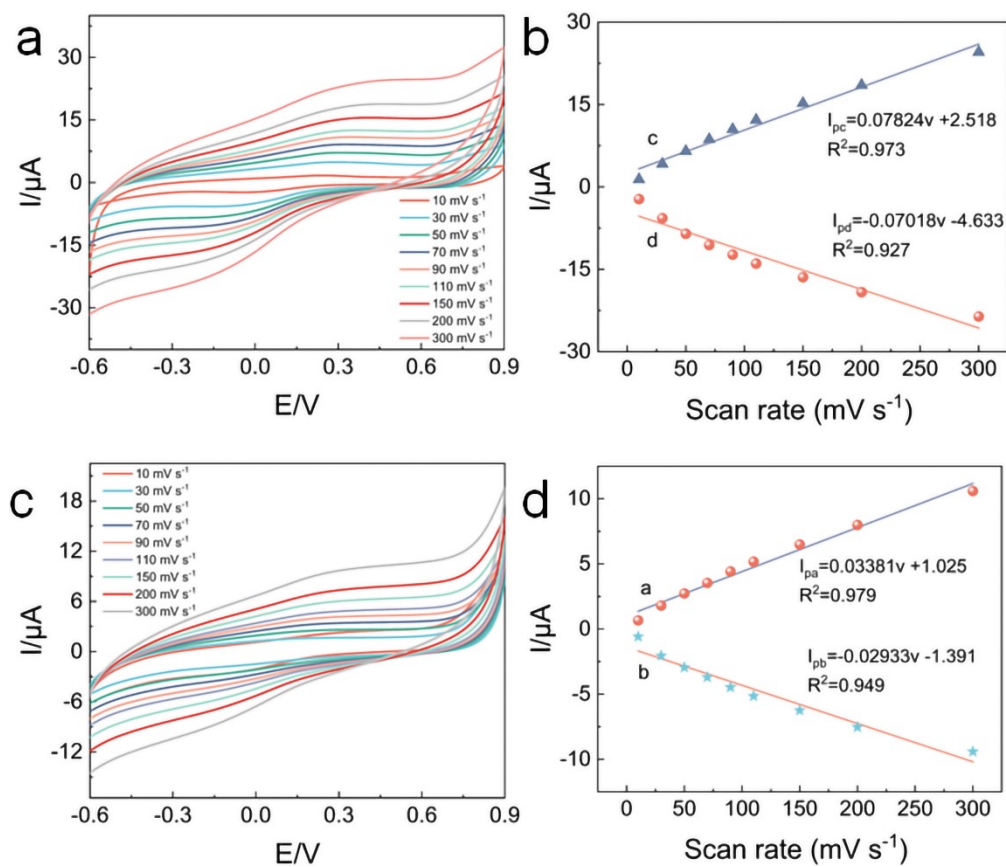 a
I/μA
30
15
0
-15
-30
-0.6
-0.3
0.0
0.3
0.6
0.9
E/V
10 mV s⁻¹
30 mV s⁻¹
50 mV s⁻¹
70 mV s⁻¹
90 mV s⁻¹
110 mV s⁻¹
150 mV s⁻¹
200 mV s⁻¹
300 mV s⁻¹
b
I/μA
30
15
0
-15
-30
0
50
100
150
200
250
300
Scan rate (mV s⁻¹)
c
I_pc=0.07824v +2.518
R²=0.973
d
I_pd=-0.07018v -4.633
R²=0.927
c
I/μA
18
12
6
0
-6
-12
-0.6
-0.3
0.0
0.3
0.6
0.9
E/V
10 mV s⁻¹
30 mV s⁻¹
50 mV s⁻¹
70 mV s⁻¹
90 mV s⁻¹
110 mV s⁻¹
150 mV s⁻¹
200 mV s⁻¹
300 mV s⁻¹
d
I/μA
10
5
0
-5
-10
0
50
100
150
200
250
300
Scan rate (mV s⁻¹)
a
I_pa=0.03381v +1.025
R²=0.979
b
I_pb=-0.02933v -1.391
R²=0.949